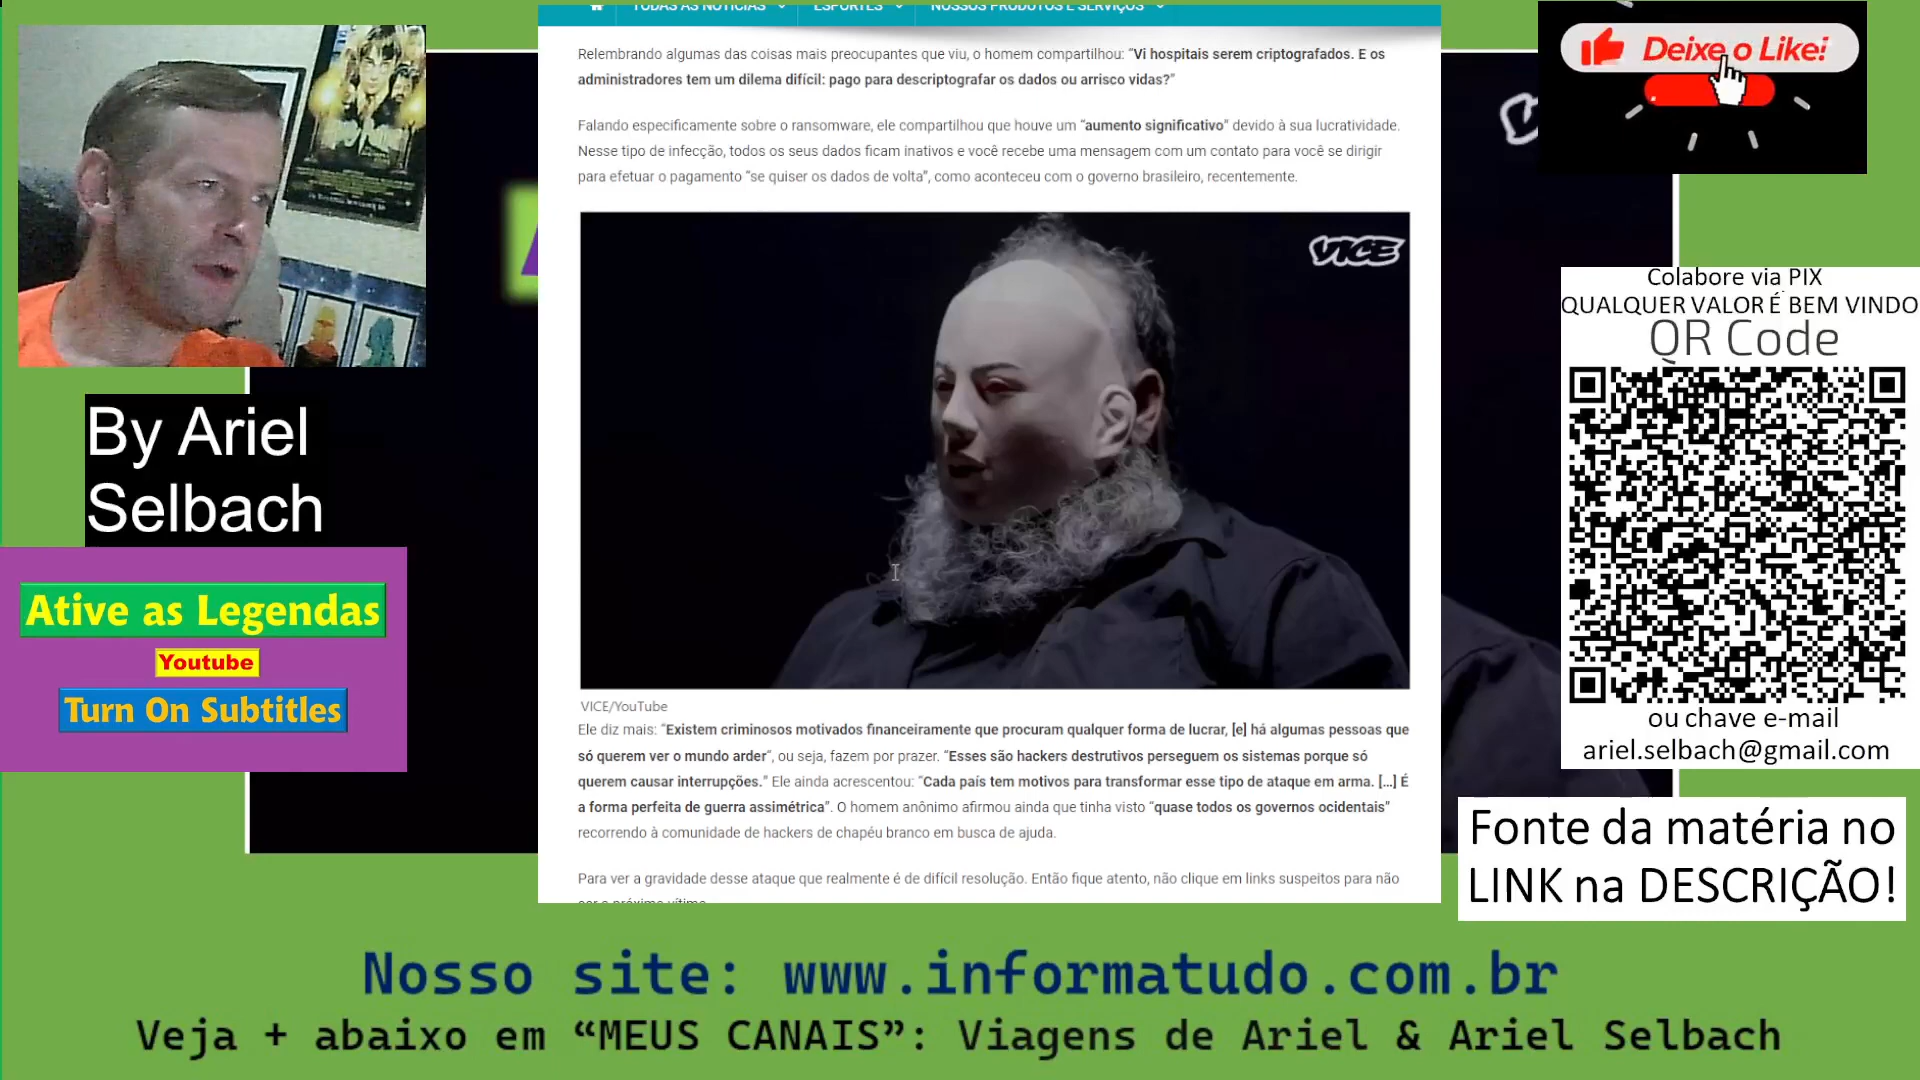 TODAS AS NOTÍCIAS
ESPORTES
NOSSOS PRODUTOS E SERVIÇOS
Relembrando algumas das coisas mais preocupantes que viu, o homem compartilhou: “Vi hospitais serem criptografados. E os
administradores tem um dilema difícil: pago para descriptografar os dados ou arrisco vidas?”
Falando especificamente sobre o ransomware, ele compartilhou que houve um “aumento significativo” devido à sua lucratividade.
Nesse tipo de infecção, todos os seus dados ficam inativos e você recebe uma mensagem com um contato para você se dirigir
para efetuar o pagamento “se quiser os dados de volta”, como aconteceu com o governo brasileiro, recentemente.
VICE
VICE/YouTube
Ele diz mais: “Existem criminosos motivados financeiramente que procuram qualquer forma de lucrar, [e] há algumas pessoas que
só querem ver o mundo arder“, ou seja, fazem por prazer. “Esses são hackers destrutivos perseguem os sistemas porque só
querem causar interrupções.” Ele ainda acrescentou: “Cada país tem motivos para transformar esse tipo de ataque em arma. [...] É
a forma perfeita de guerra assimétrica”. O homem anônimo afirmou ainda que tinha visto “quase todos os governos ocidentais”
recorrendo à comunidade de hackers de chapéu branco em busca de ajuda.
Para ver a gravidade desse ataque que realmente é de difícil resolução. Então fique atento, não clique em links suspeitos para não
ser a próxima vítima.
By Ariel
Selbach
Ative as Legendas
Youtube
Turn On Subtitles
Deixe o Like!
Colabore via PIX
QUALQUER VALOR É BEM VINDO
QR Code
ou chave e-mail
ariel.selbach@gmail.com
Fonte da matéria no
LINK na DESCRIÇÃO!
Nosso site: www.informatudo.com.br
Veja + abaixo em “MEUS CANAIS”: Viagens de Ariel & Ariel Selbach